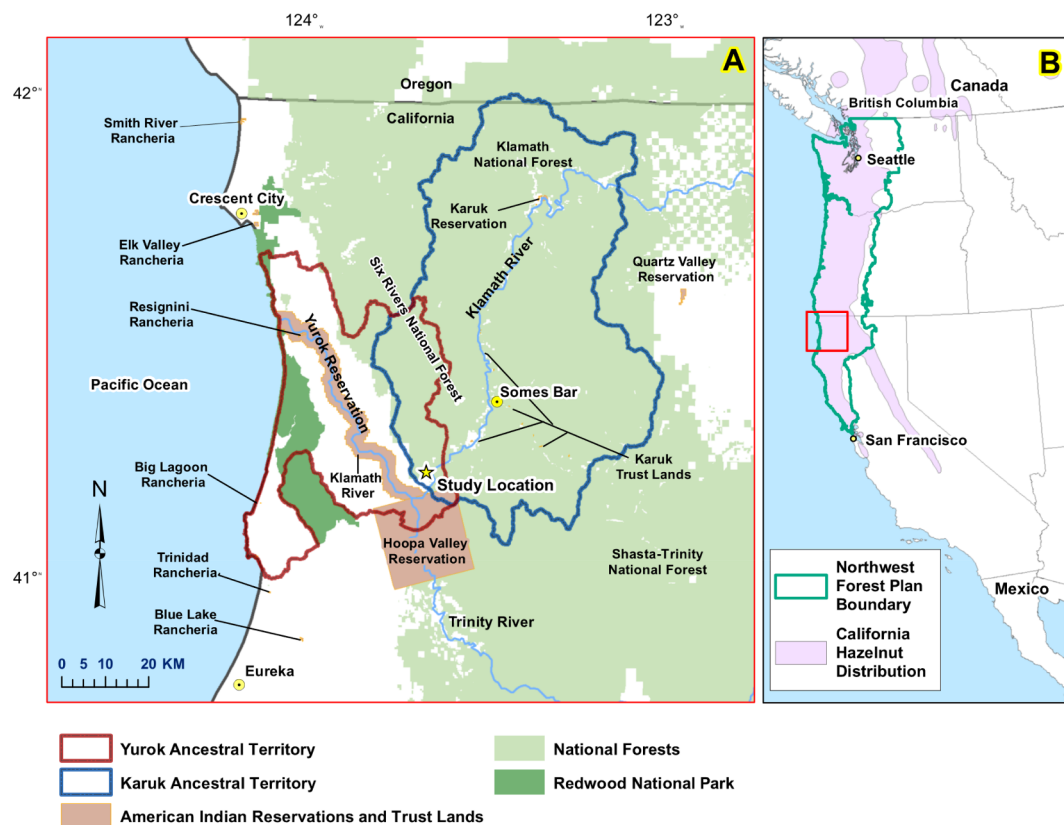 124°
123°
42°
41°
A
Oregon
California
Smith River
Rancheria
Klamath
National Forest
Crescent City
Karuk
Reservation
Elk Valley
Rancheria
Klamath River
Quartz Valley
Reservation
Six Rivers National Forest
Resignini
Rancheria
Yurok Reservation
Pacific Ocean
Somes Bar
Karuk
Trust Lands
Big Lagoon
Rancheria
Klamath
River
Study Location
N
Hoopa Valley
Reservation
Shasta-Trinity
National Forest
Trinidad
Rancheria
Blue Lake
Rancheria
Trinity River
0 5 10 20 KM
Eureka
B
Canada
British Columbia
Seattle
San Francisco
Mexico
Northwest
Forest Plan
Boundary
California
Hazelnut
Distribution
Yurok Ancestral Territory
Karuk Ancestral Territory
American Indian Reservations and Trust Lands
National Forests
Redwood National Park